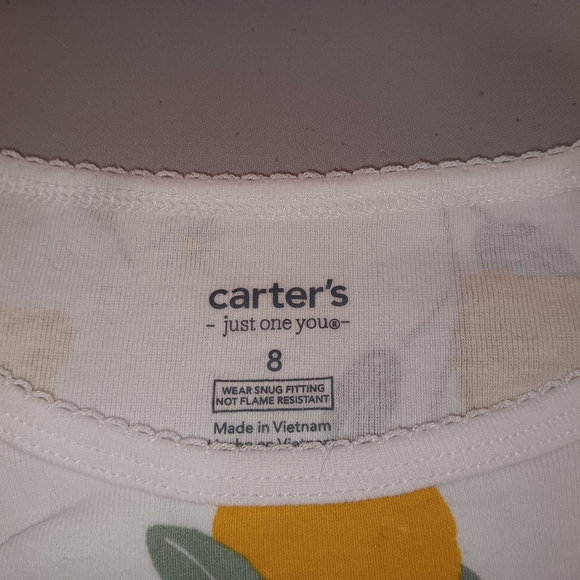 carter's
- just one you®-
8
WEAR SNUG FITTING
NOT FLAME RESISTANT
Made in Vietnam